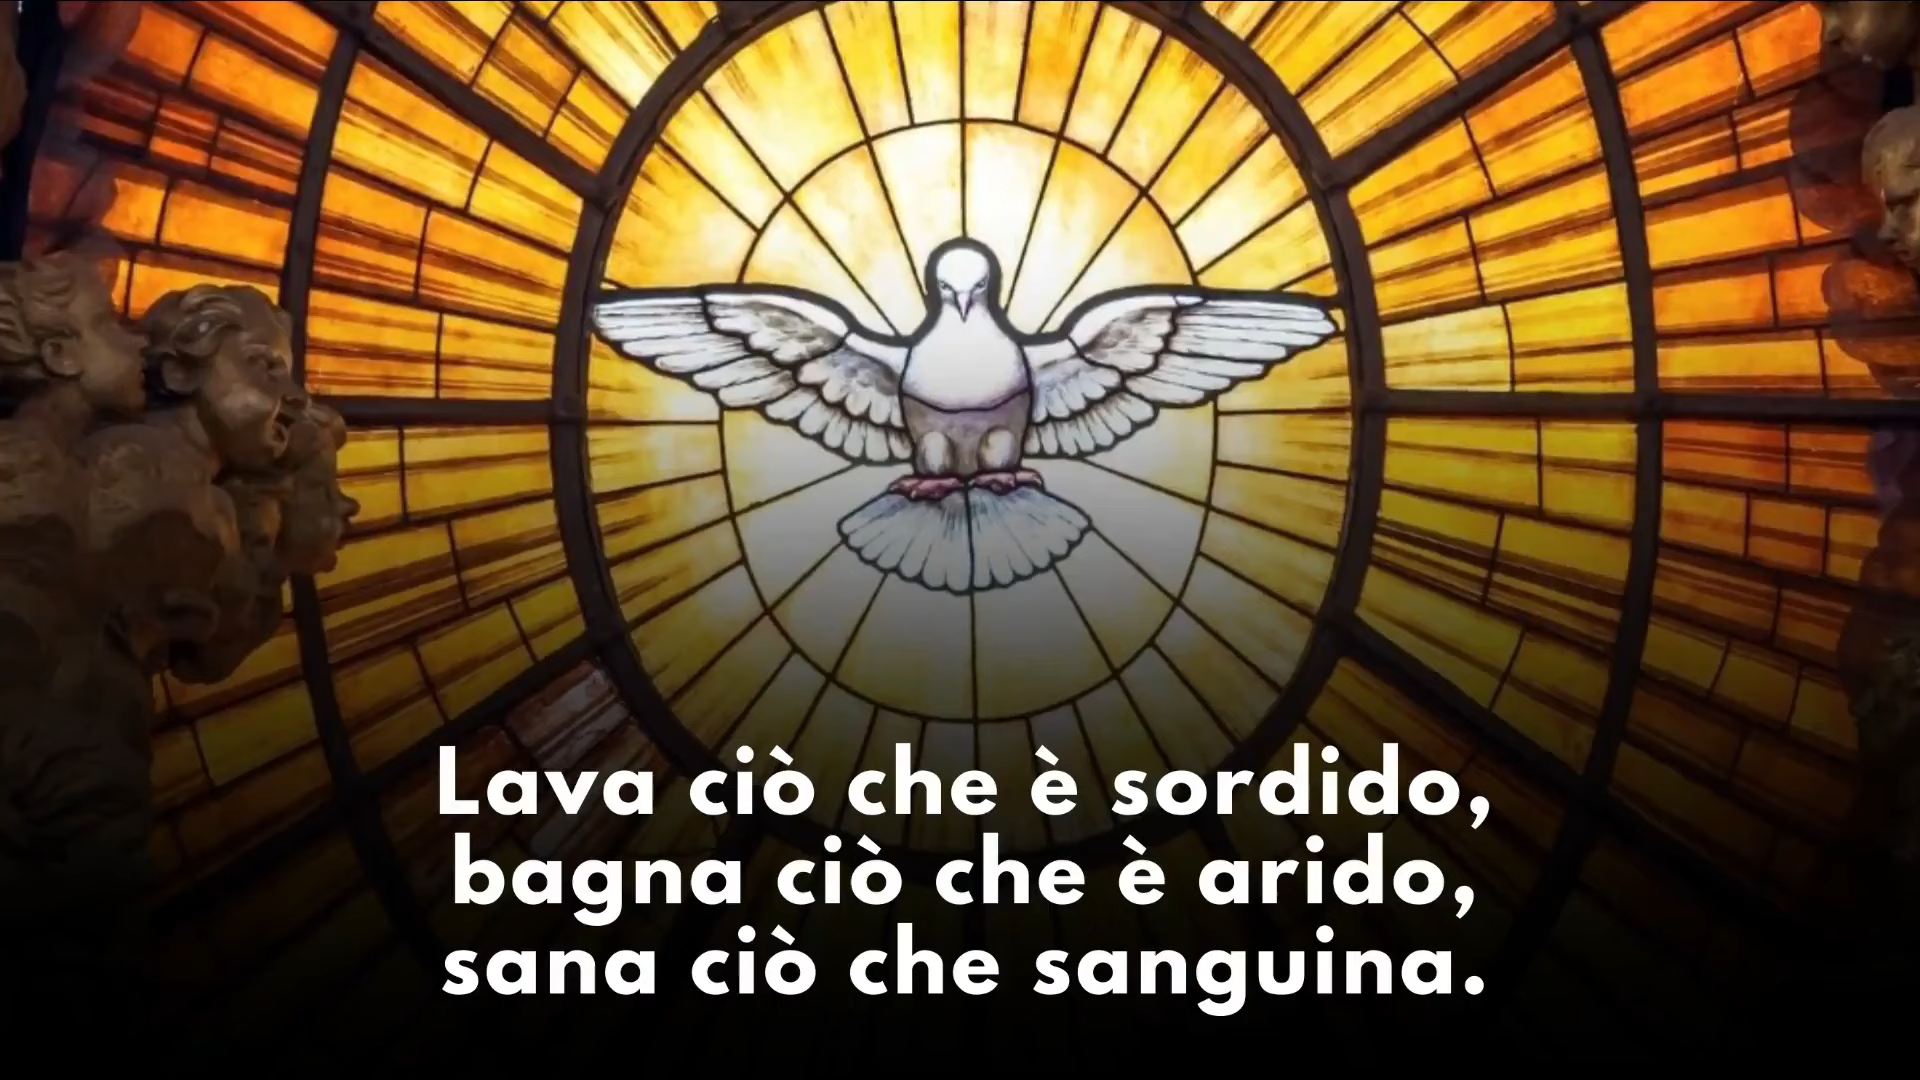 Lava ciò che è sordido,
bagna ciò che è arido,
sana ciò che sanguina.